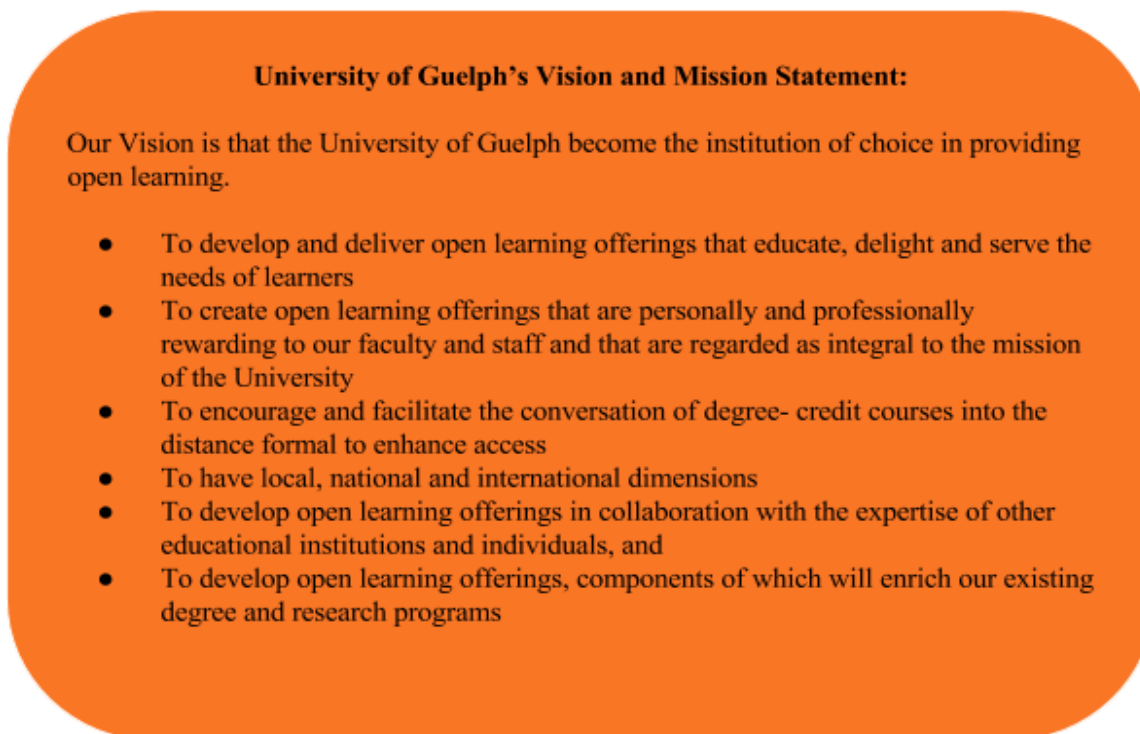 University of Guelph's Vision and Mission Statement:
Our Vision is that the University of Guelph become the institution of choice in providing
open learning.
● To develop and deliver open learning offerings that educate, delight and serve the
needs of learners
● To create open learning offerings that are personally and professionally
rewarding to our faculty and staff and that are regarded as integral to the mission
of the University
● To encourage and facilitate the conversation of degree- credit courses into the
distance formal to enhance access
● To have local, national and international dimensions
● To develop open learning offerings in collaboration with the expertise of other
educational institutions and individuals, and
● To develop open learning offerings, components of which will enrich our existing
degree and research programs